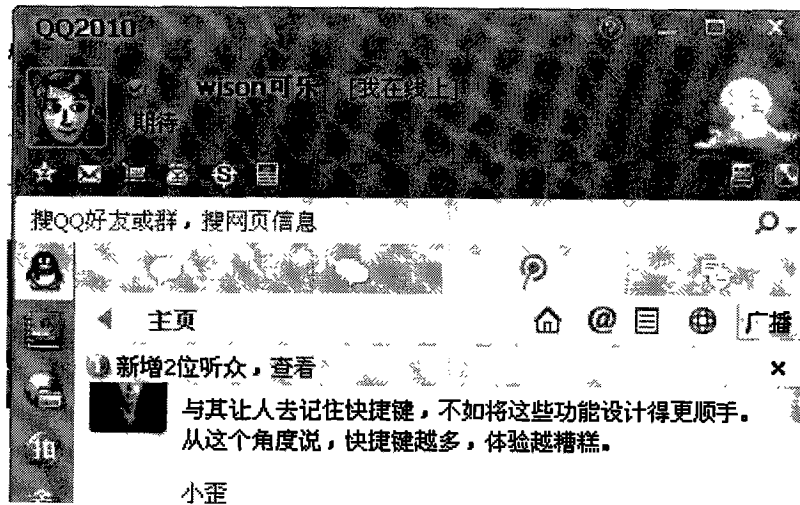 QQ2010
wison可乐 [我在线上]
期待
搜QQ好友或群，搜网页信息
主页
广播
新增2位听众，查看
与其让人去记住快捷键，不如将这些功能设计得更顺手。
从这个角度说，快捷键越多，体验越糟糕。
小歪